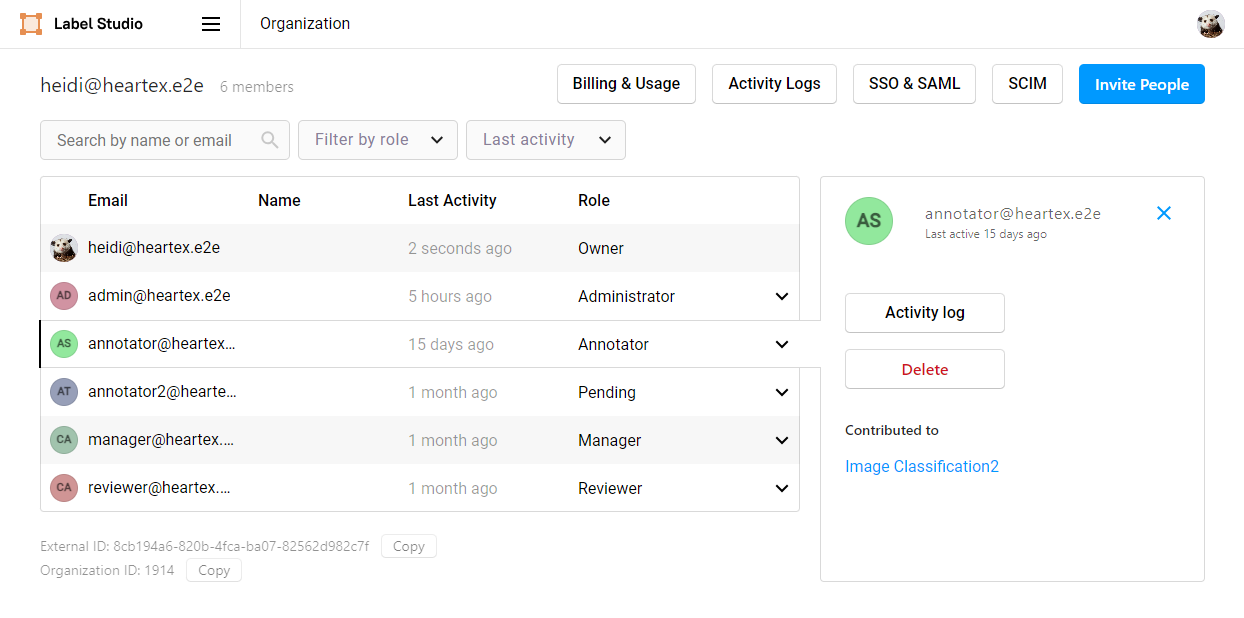 Label Studio
Organization
heidi@heartex.e2e 6 members
Billing & Usage
Activity Logs
SSO & SAML
SCIM
Invite People
Search by name or email
Filter by role
Last activity
Email Name Last Activity Role
heidi@heartex.e2e 2 seconds ago Owner
AD admin@heartex.e2e 5 hours ago Administrator
AS annotator@heartex... 15 days ago Annotator
AT annotator2@hearte... 1 month ago Pending
CA manager@heartex.... 1 month ago Manager
CA reviewer@heartex.... 1 month ago Reviewer
External ID: 8cb194a6-820b-4fca-ba07-82562d982c7f Copy
Organization ID: 1914 Copy
AS
annotator@heartex.e2e
Last active 15 days ago
Activity log
Delete
Contributed to
Image Classification2